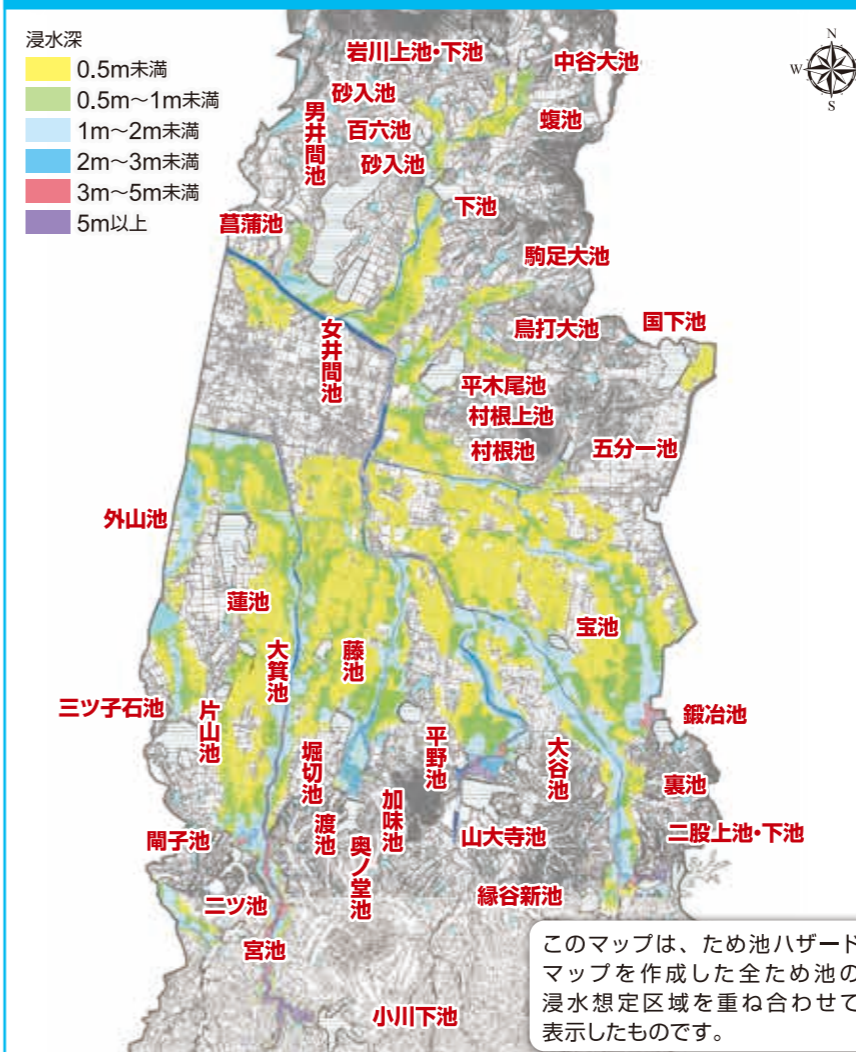 浸水深
0.5m未満
0.5m〜1m未満
1m〜2m未満
2m〜3m未満
3m〜5m未満
5m以上
N
W
E
S
岩川上池・下池
中谷大池
砂入池
男井間池
百六池
蝮池
砂入池
下池
菖蒲池
駒足大池
鳥打大池
国下池
女井間池
平木尾池
村根上池
村根池
五分一池
外山池
蓮池
大箕池
藤池
宝池
三ツ子石池
片山池
鍛冶池
堀切池
平野池
大谷池
裏池
渡池
加味池
奥ノ堂池
閘子池
山大寺池
二股上池・下池
二ツ池
縁谷新池
宮池
小川下池
このマップは、ため池ハザード
マップを作成した全ため池の
浸水想定区域を重ね合わせて
表示したものです。